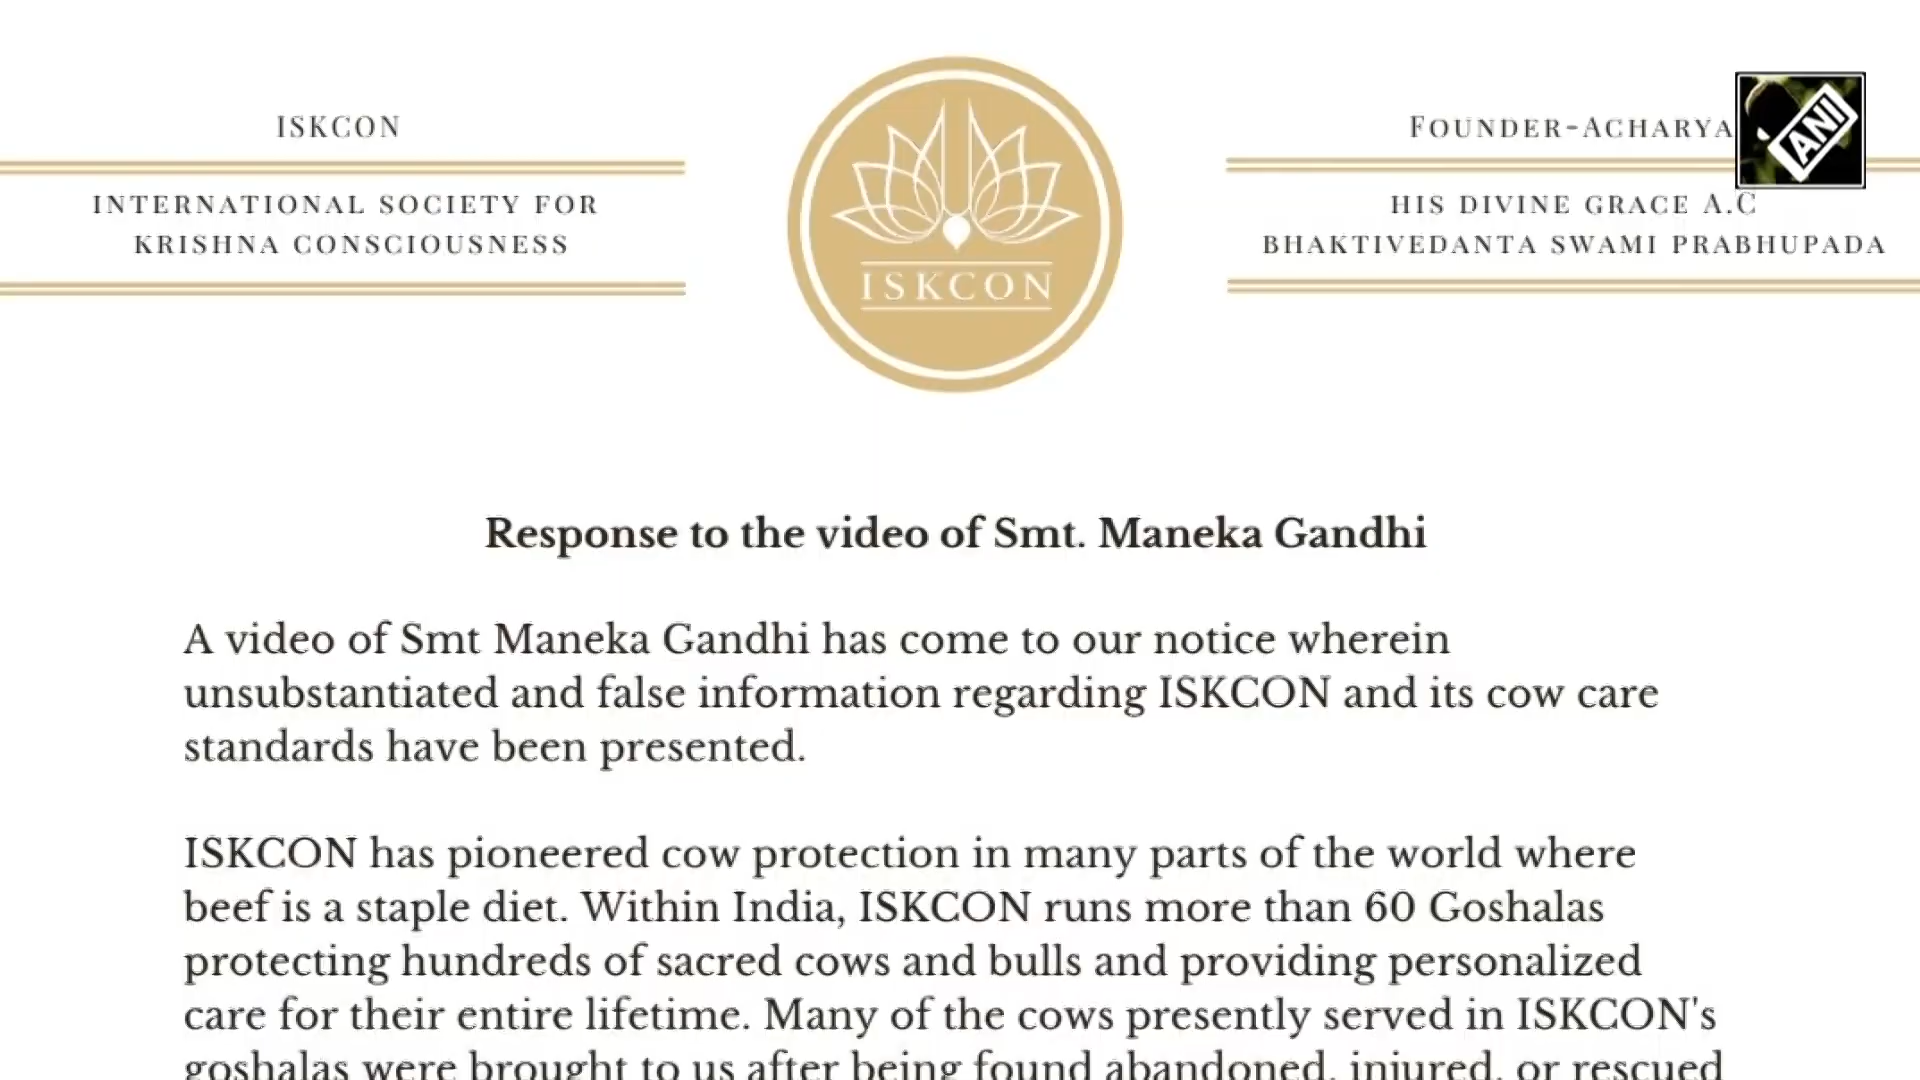 ISKCON
INTERNATIONAL SOCIETY FOR
KRISHNA CONSCIOUSNESS
ISKCON
FOUNDER-ACHARYA
HIS DIVINE GRACE A.C
BHAKTIVEDANTA SWAMI PRABHUPADA
ANI
Response to the video of Smt. Maneka Gandhi
A video of Smt Maneka Gandhi has come to our notice wherein
unsubstantiated and false information regarding ISKCON and its cow care
standards have been presented.
ISKCON has pioneered cow protection in many parts of the world where
beef is a staple diet. Within India, ISKCON runs more than 60 Goshalas
protecting hundreds of sacred cows and bulls and providing personalized
care for their entire lifetime. Many of the cows presently served in ISKCON's
goshalas were brought to us after being found abandoned, injured, or rescued